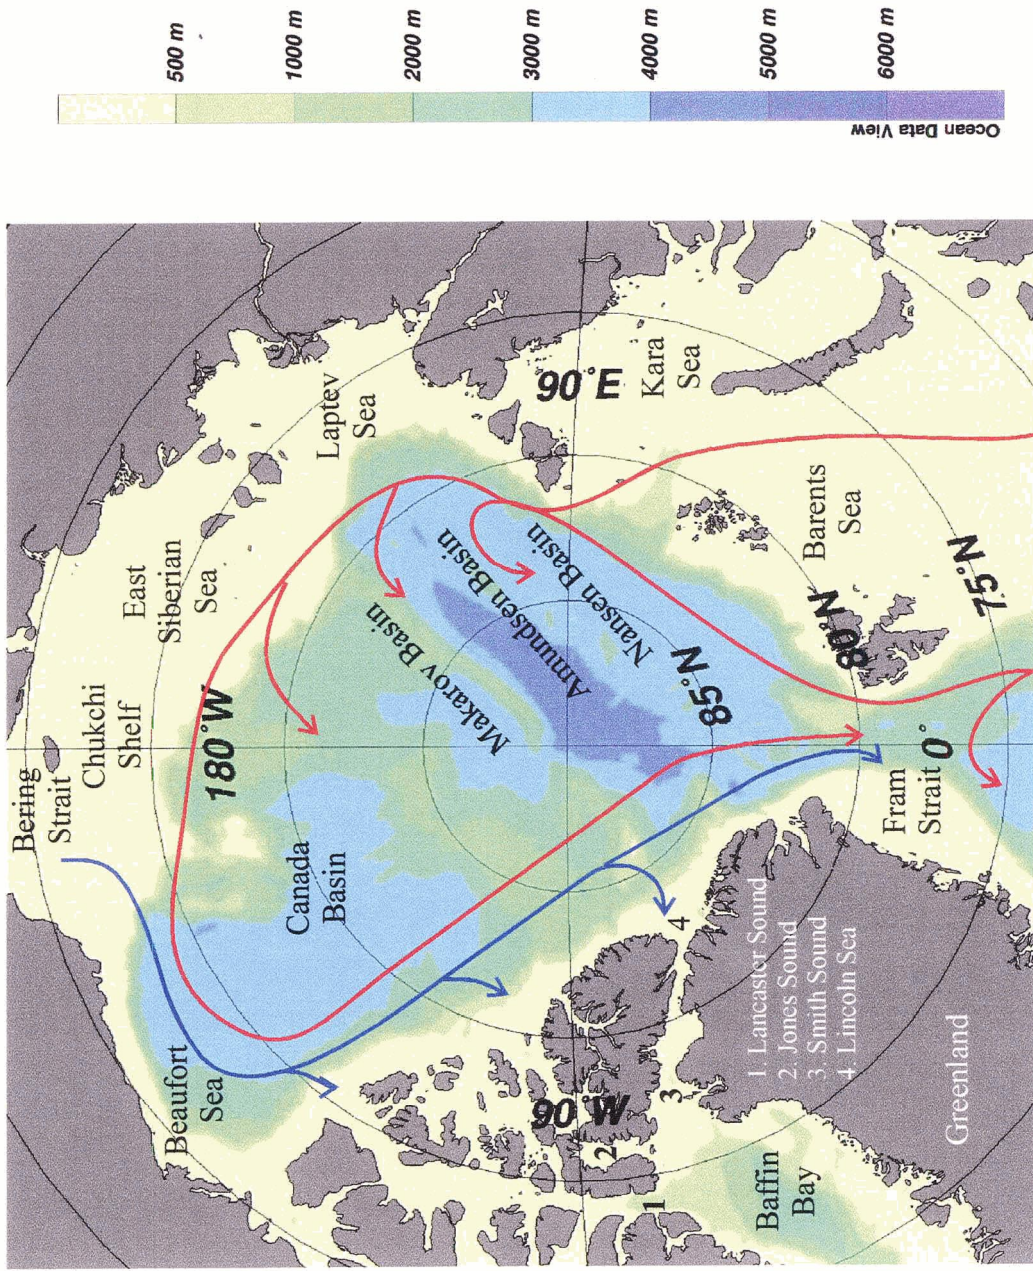 500 m
1000 m
2000 m
3000 m
4000 m
5000 m
6000 m
Ocean Data View
Bering
Strait
Chukchi
Shelf
East
Siberian
Sea
Laptev
Sea
180°W
Beaufort
Sea
Canada
Basin
Makarov Basin
Amundsen Basin
Nansen Basin
90°E
Kara
Sea
Barents
Sea
85°N
80°N
75°N
0°
Fram
Strait
90°W
1
2
3
4
1. Lancaster Sound
2. Jones Sound
3. Smith Sound
4. Lincoln Sea
Baffin
Bay
Greenland